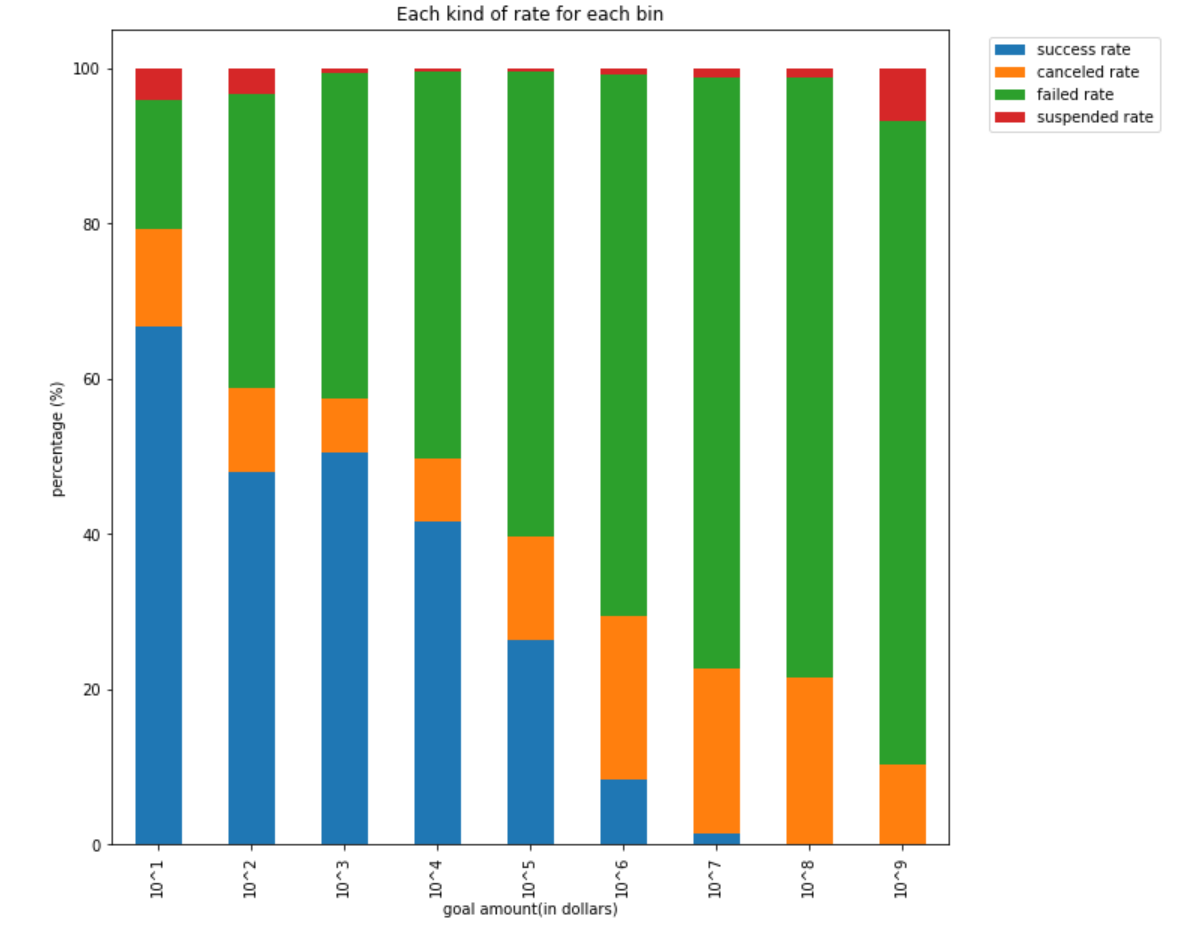 Each kind of rate for each bin
success rate
canceled rate
failed rate
suspended rate
100
80
60
40
20
0
percentage (%)
10^1
10^2
10^3
10^4
10^5
10^6
10^7
10^8
10^9
goal amount(in dollars)